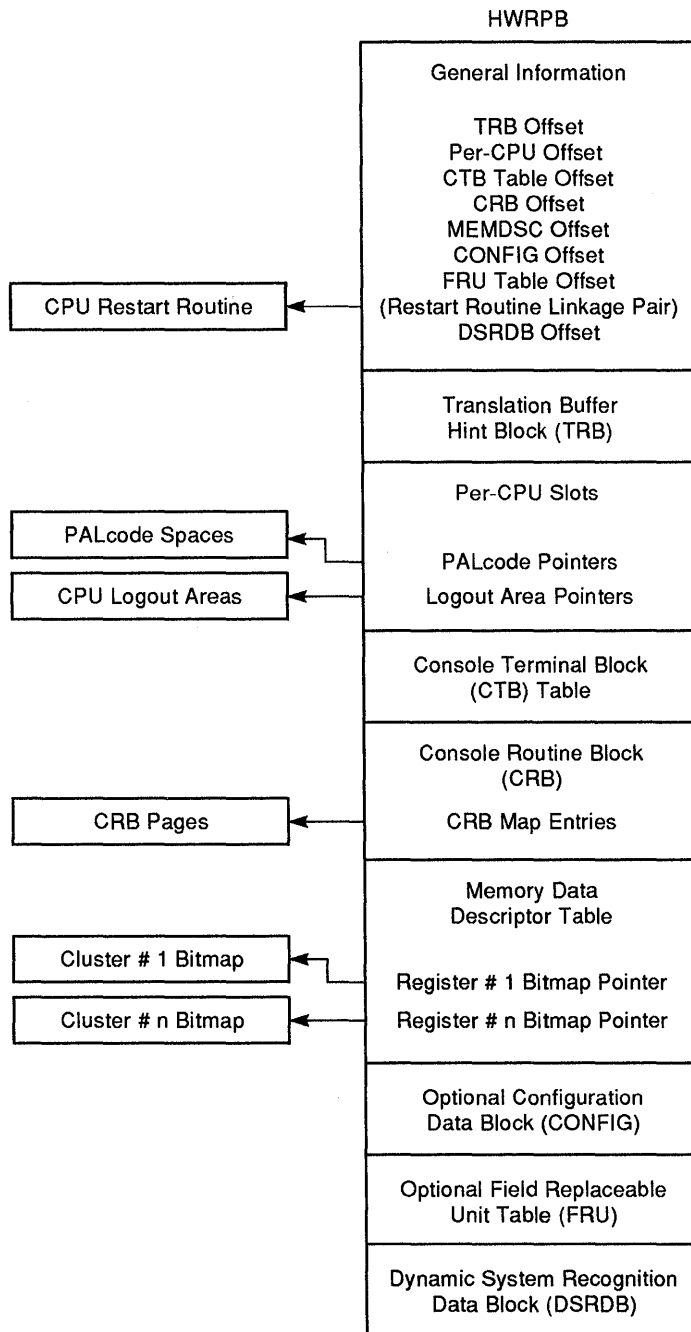 HWRPB
General Information
TRB Offset
Per-CPU Offset
CTB Table Offset
CRB Offset
MEMDSC Offset
CONFIG Offset
FRU Table Offset
CPU Restart Routine
(Restart Routine Linkage Pair)
DSRDB Offset
Translation Buffer
Hint Block (TRB)
Per-CPU Slots
PALcode Spaces
PALcode Pointers
CPU Logout Areas
Logout Area Pointers
Console Terminal Block
(CTB) Table
Console Routine Block
(CRB)
CRB Pages
CRB Map Entries
Memory Data
Descriptor Table
Cluster # 1 Bitmap
Register # 1 Bitmap Pointer
Cluster # n Bitmap
Register # n Bitmap Pointer
Optional Configuration
Data Block (CONFIG)
Optional Field Replaceable
Unit Table (FRU)
Dynamic System Recognition
Data Block (DSRDB)